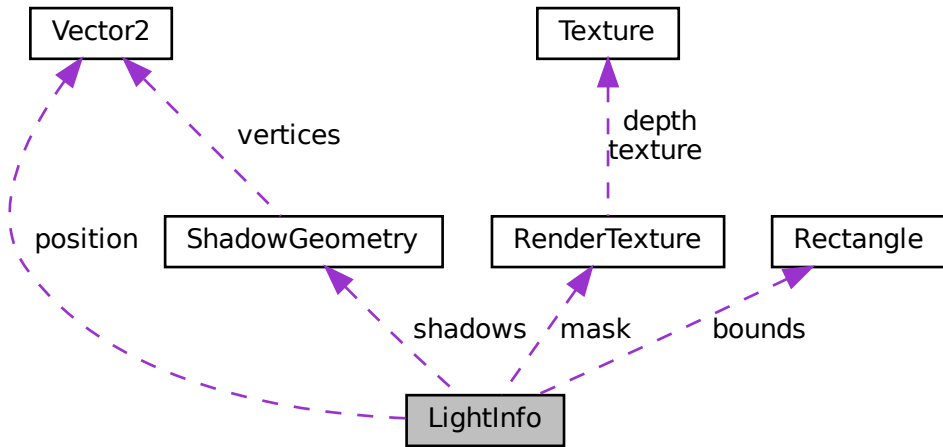 Vector2
Texture
vertices
depth
texture
position
ShadowGeometry
RenderTexture
Rectangle
shadows
mask
bounds
LightInfo